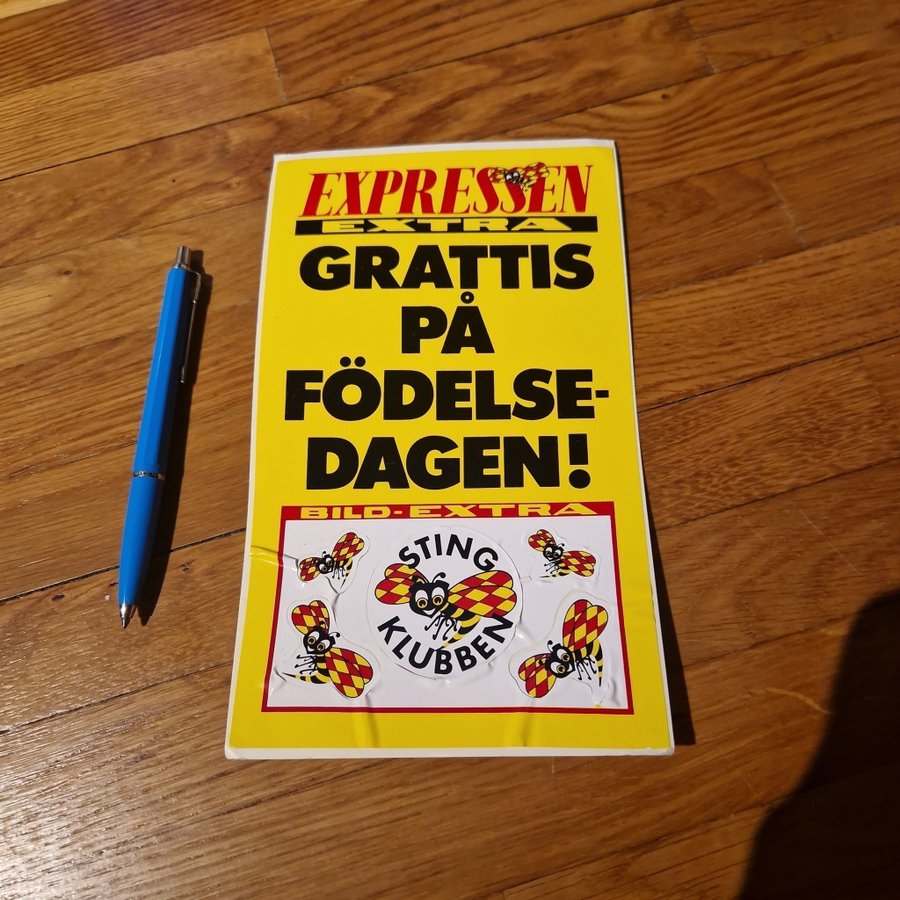 EXPRESSEN
EXTRA
GRATTIS
PÅ
FÖDELSE-
DAGEN!
BILD-EXTRA
STING
KLUBBEN